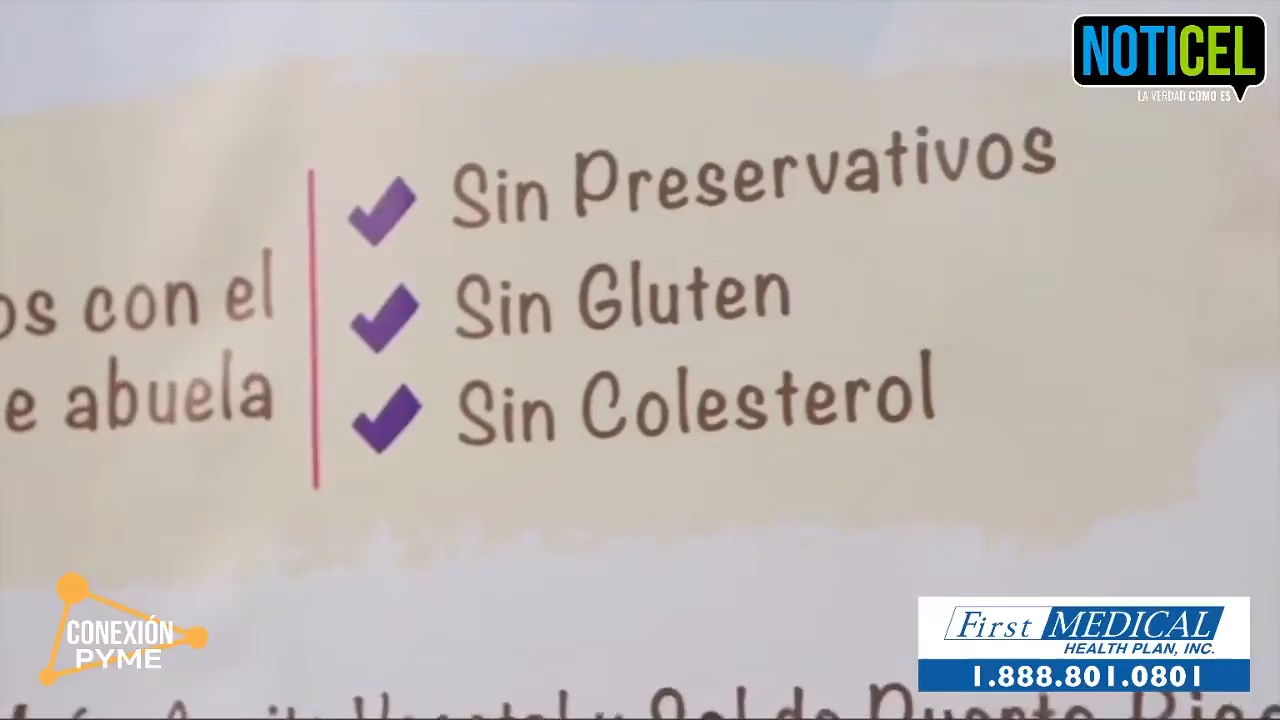 NOTICEL
LA VERDAD COMO ES
Sin Preservativos
Sin Gluten
Sin Colesterol
con el
abuela
CONEXIÓN
PYME
First MEDICAL
HEALTH PLAN, INC.
1.888.801.0801